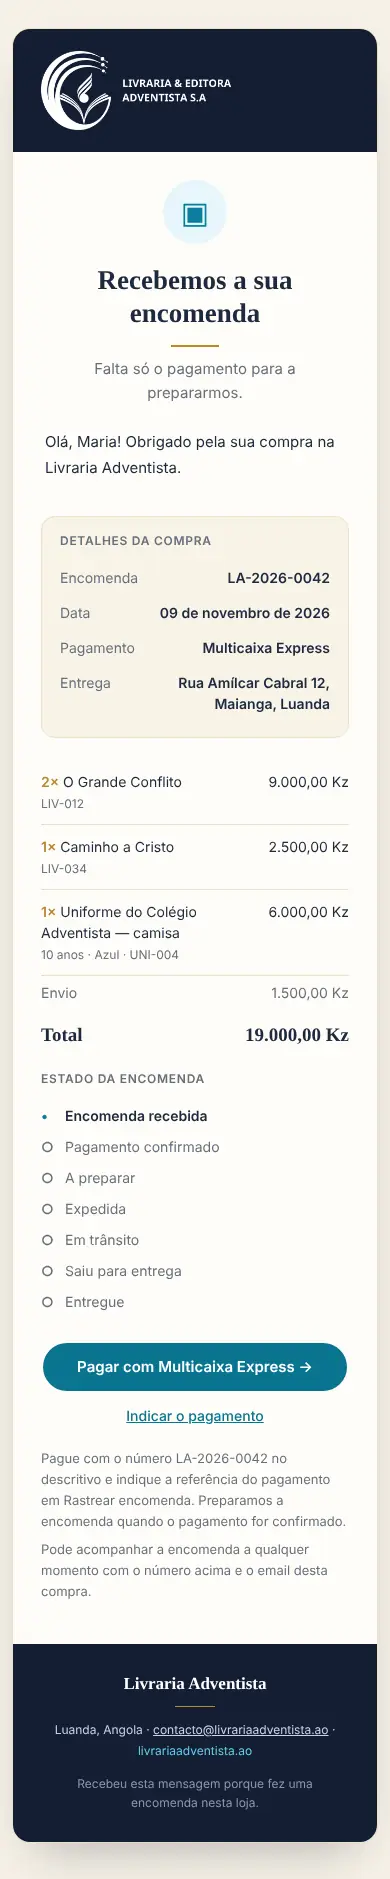 LIVRARIA & EDITORA
ADVENTISTA S.A
Recebemos a sua
encomenda
Falta só o pagamento para a
prepararmos.
Olá, Maria! Obrigado pela sua compra na
Livraria Adventista.
DETALHES DA COMPRA
Encomenda LA-2026-0042
Data 09 de novembro de 2026
Pagamento Multicaixa Express
Entrega Rua Amílcar Cabral 12,
Maianga, Luanda
2× O Grande Conflito 9.000,00 Kz
LIV-012
1× Caminho a Cristo 2.500,00 Kz
LIV-034
1× Uniforme do Colégio 6.000,00 Kz
Adventista — camisa
10 anos · Azul · UNI-004
Envio 1.500,00 Kz
Total 19.000,00 Kz
ESTADO DA ENCOMENDA
Encomenda recebida
Pagamento confirmado
A preparar
Expedida
Em trânsito
Saiu para entrega
Entregue
Pagar com Multicaixa Express →
Indicar o pagamento
Pague com o número LA-2026-0042 no
descritivo e indique a referência do pagamento
em Rastrear encomenda. Preparamos a
encomenda quando o pagamento for confirmado.
Pode acompanhar a encomenda a qualquer
momento com o número acima e o email desta
compra.
Livraria Adventista
Luanda, Angola · contacto@livrariaadventista.ao ·
livrariaadventista.ao
Recebeu esta mensagem porque fez uma
encomenda nesta loja.